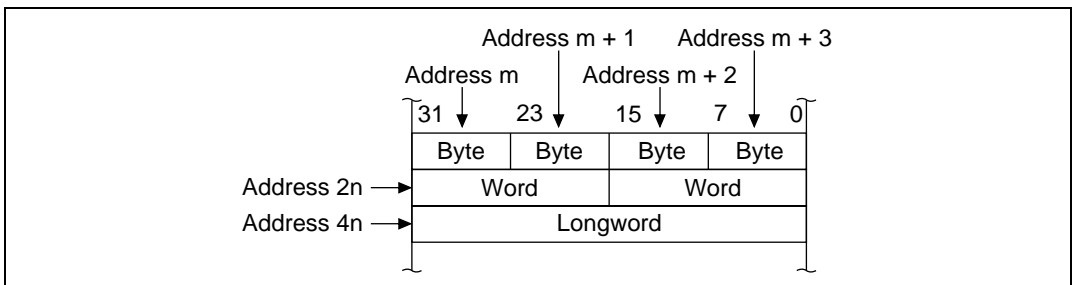 Address m + 1 Address m + 3
Address m Address m + 2
31 23 15 7 0
Byte Byte Byte Byte
Address 2n Word Word
Address 4n Longword